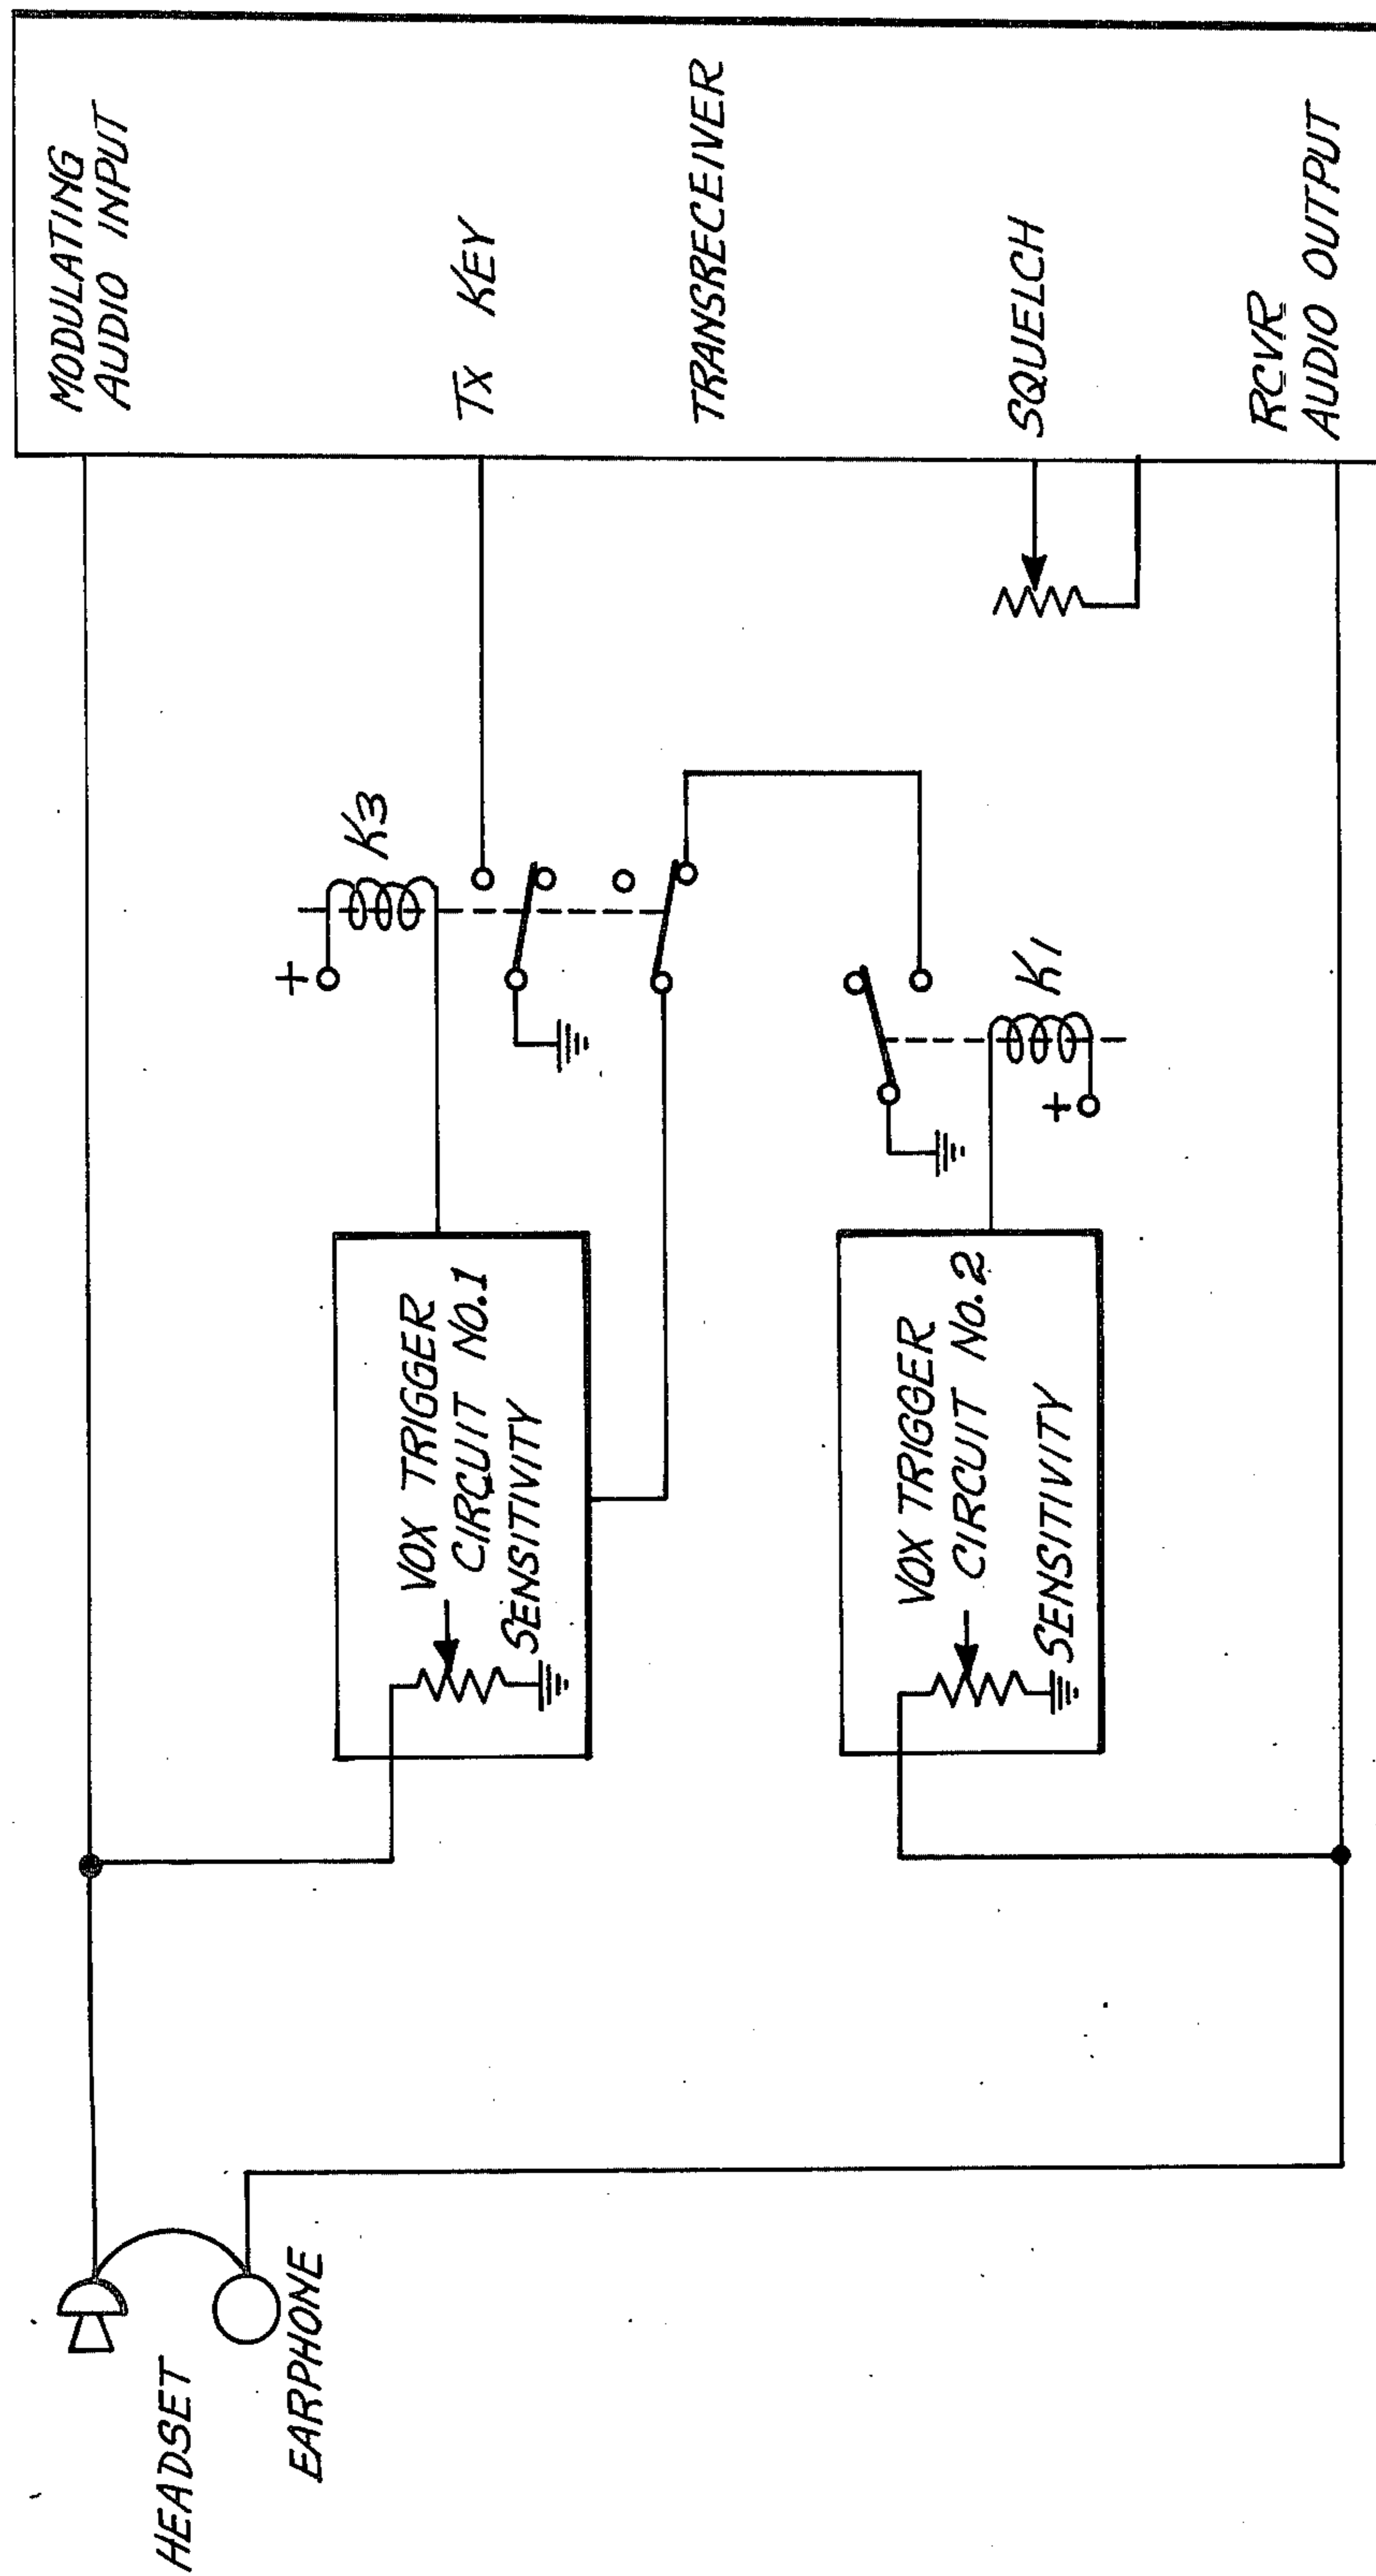 HEADSET
EARPHONE
VOX TRIGGER
CIRCUIT No.1
SENSITIVITY
+
K3
VOX TRIGGER
CIRCUIT No.2
SENSITIVITY
+
K1
MODULATING
AUDIO INPUT
Tx KEY
TRANSRECEIVER
SQUELCH
RCVR
AUDIO OUTPUT